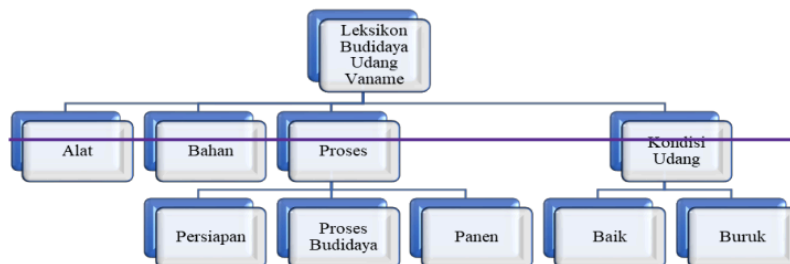 Leksikon
Budidaya
Udang
Vaname
Alat
Bahan
Proses
Kondisi
Udang
Persiapan
Proses
Budidaya
Panen
Baik
Buruk